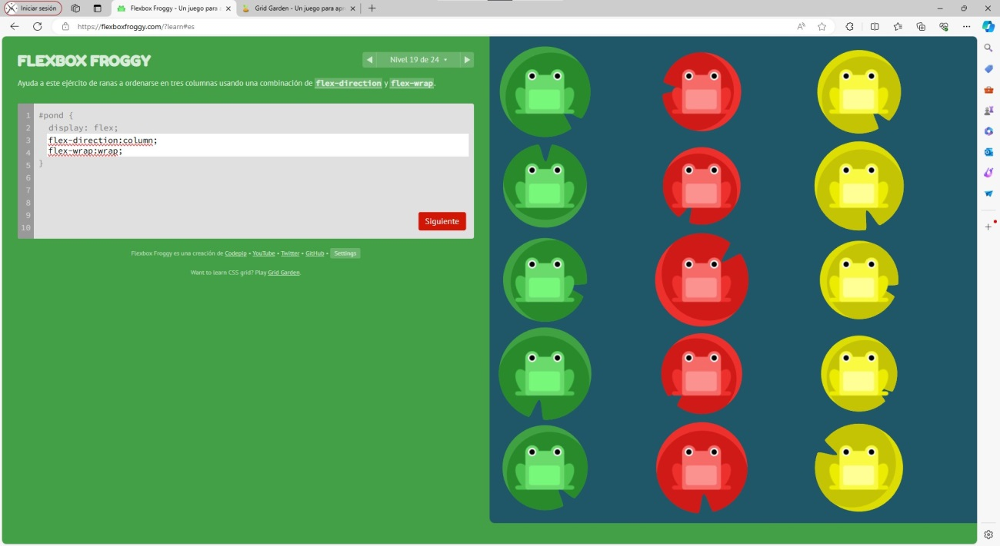 Iniciar sesión
Flexbox Froggy - Un juego para a
Grid Garden - Un juego para apr
https://flexboxfroggy.com/?learn#es
FLEXBOX FROGGY
Nivel 19 de 24
Ayuda a este ejército de ranas a ordenarse en tres columnas usando una combinación de flex-direction y flex-wrap.
1 #pond {
2 display: flex;
3 flex-direction:column;
4 flex-wrap:wrap;
5 }
6
7
8
9
10
Siguiente
Flexbox Froggy es una creación de Codepip • YouTube • Twitter • GitHub • Settings
Want to learn CSS grid? Play Grid Garden.